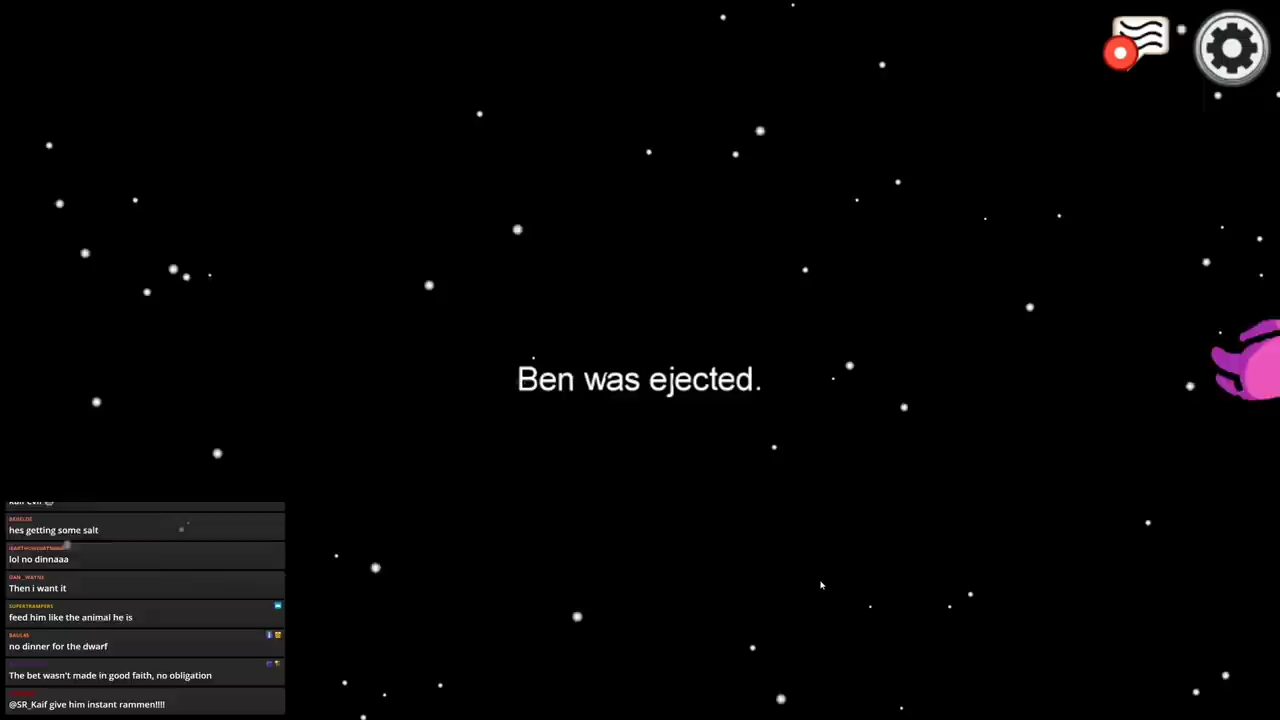 Ben was ejected.
hes getting some salt
lol no dinnaaa
DAN_WAYNE
Then i want it
SUPERTRAMPERS
feed him like the animal he is
no dinner for the dwarf
The bet wasn't made in good faith, no obligation
@SR_Kaif give him instant rammen!!!!